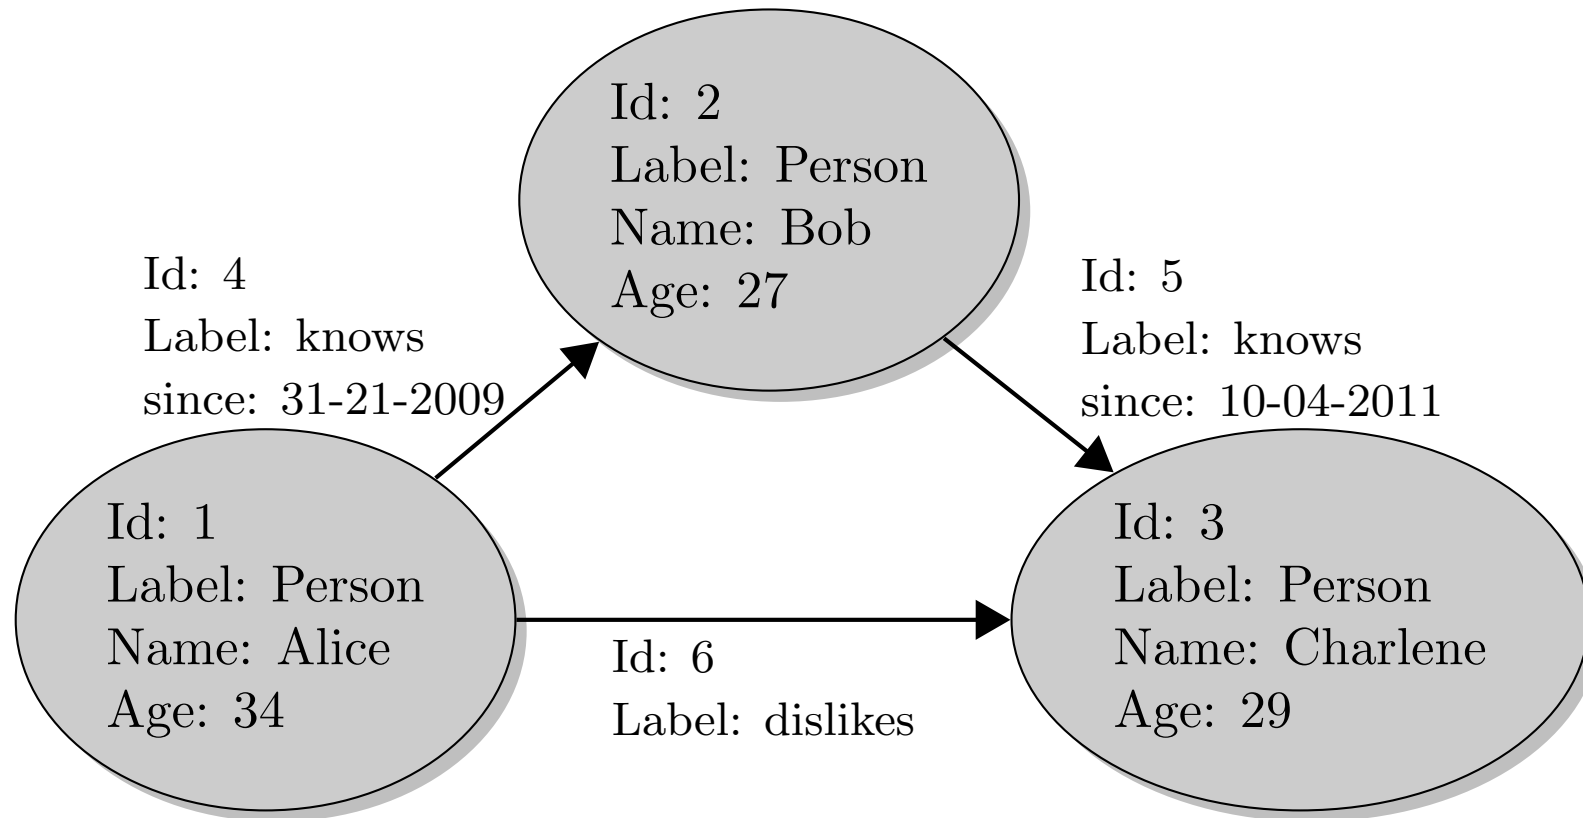 Id: 2
Label: Person
Name: Bob
Age: 27
Id: 4
Label: knows
since: 31-21-2009
Id: 5
Label: knows
since: 10-04-2011
Id: 1
Label: Person
Name: Alice
Age: 34
Id: 6
Label: dislikes
Id: 3
Label: Person
Name: Charlene
Age: 29